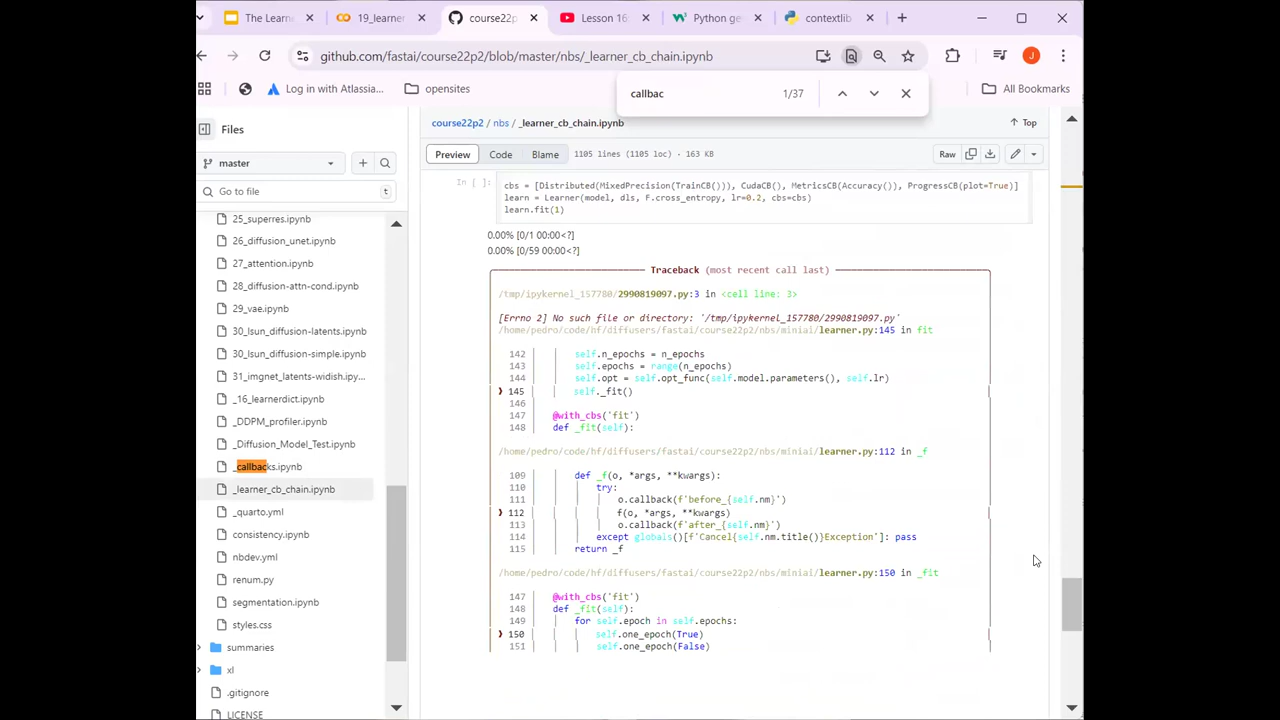 The Learne
19_learner
course22p
Lesson 16:
Python ge
contextlib
github.com/fastai/course22p2/blob/master/nbs/_learner_cb_chain.ipynb
J
Log in with Atlassia...
opensites
All Bookmarks
callbac
1/37
Files
course22p2 / nbs / _learner_cb_chain.ipynb
Top
master
Preview
Code
Blame
1105 lines (1105 loc) · 163 KB
Raw
Go to file
t
25_superres.ipynb
26_diffusion_unet.ipynb
27_attention.ipynb
28_diffusion-attn-cond.ipynb
29_vae.ipynb
30_lsun_diffusion-latents.ipynb
30_lsun_diffusion-simple.ipynb
31_imgnet_latents-widish.ipy...
_16_learnerdict.ipynb
_DDPM_profiler.ipynb
_Diffusion_Model_Test.ipynb
_callbacks.ipynb
_learner_cb_chain.ipynb
_quarto.yml
consistency.ipynb
nbdev.yml
renum.py
segmentation.ipynb
styles.css
summaries
xl
.gitignore
LICENSE
In [ ]:
cbs = [Distributed(MixedPrecision(TrainCB())), CudaCB(), MetricsCB(Accuracy()), ProgressCB(plot=True)]
learn = Learner(model, dls, F.cross_entropy, lr=0.2, cbs=cbs)
learn.fit(1)
0.00% [0/1 00:00<?]
0.00% [0/59 00:00<?]
Traceback (most recent call last)
/tmp/ipykernel_157780/2990819097.py:3 in <cell line: 3>
[Errno 2] No such file or directory: '/tmp/ipykernel_157780/2990819097.py'
/home/pedro/code/hf/diffusers/fastai/course22p2/nbs/miniai/learner.py:145 in fit
142 self.n_epochs = n_epochs
143 self.epochs = range(n_epochs)
144 self.opt = self.opt_func(self.model.parameters(), self.lr)
❱ 145 self._fit()
146
147 @with_cbs('fit')
148 def _fit(self):
/home/pedro/code/hf/diffusers/fastai/course22p2/nbs/miniai/learner.py:112 in _f
109 def _f(o, *args, **kwargs):
110 try:
111 o.callback(f'before_{self.nm}')
❱ 112 f(o, *args, **kwargs)
113 o.callback(f'after_{self.nm}')
114 except globals()[f'Cancel{self.nm.title()}Exception']: pass
115 return _f
/home/pedro/code/hf/diffusers/fastai/course22p2/nbs/miniai/learner.py:150 in _fit
147 @with_cbs('fit')
148 def _fit(self):
149 for self.epoch in self.epochs:
❱ 150 self.one_epoch(True)
151 self.one_epoch(False)